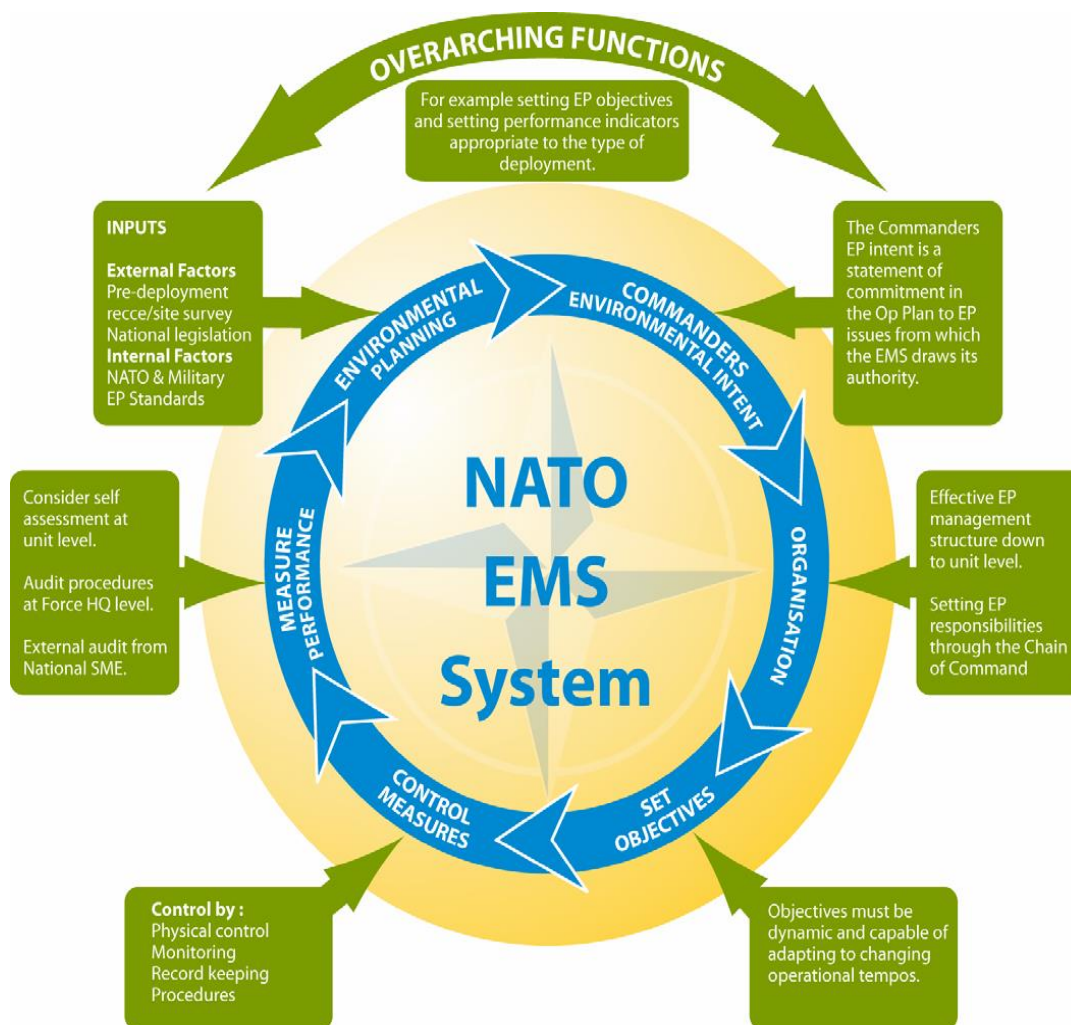 OVERARCHING FUNCTIONS
For example setting EP objectives
and setting performance indicators
appropriate to the type of
deployment.
INPUTS
External Factors
Pre-deployment
recce/site survey
National legislation
Internal Factors
NATO & Military
EP Standards
The Commanders
EP intent is a
statement of
commitment in
the Op Plan to EP
issues from which
the EMS draws its
authority.
ENVIRONMENTAL
PLANNING
COMMANDERS
ENVIRONMENTAL INTENT
ORGANISATION
SET
OBJECTIVES
CONTROL
MEASURES
MEASURE
PERFORMANCE
NATO
EMS
System
Consider self
assessment at
unit level.
Audit procedures
at Force HQ level.
External audit from
National SME.
Effective EP
management
structure down
to unit level.
Setting EP
responsibilities
through the Chain
of Command
Control by :
Physical control
Monitoring
Record keeping
Procedures
Objectives must be
dynamic and capable of
adapting to changing
operational tempos.